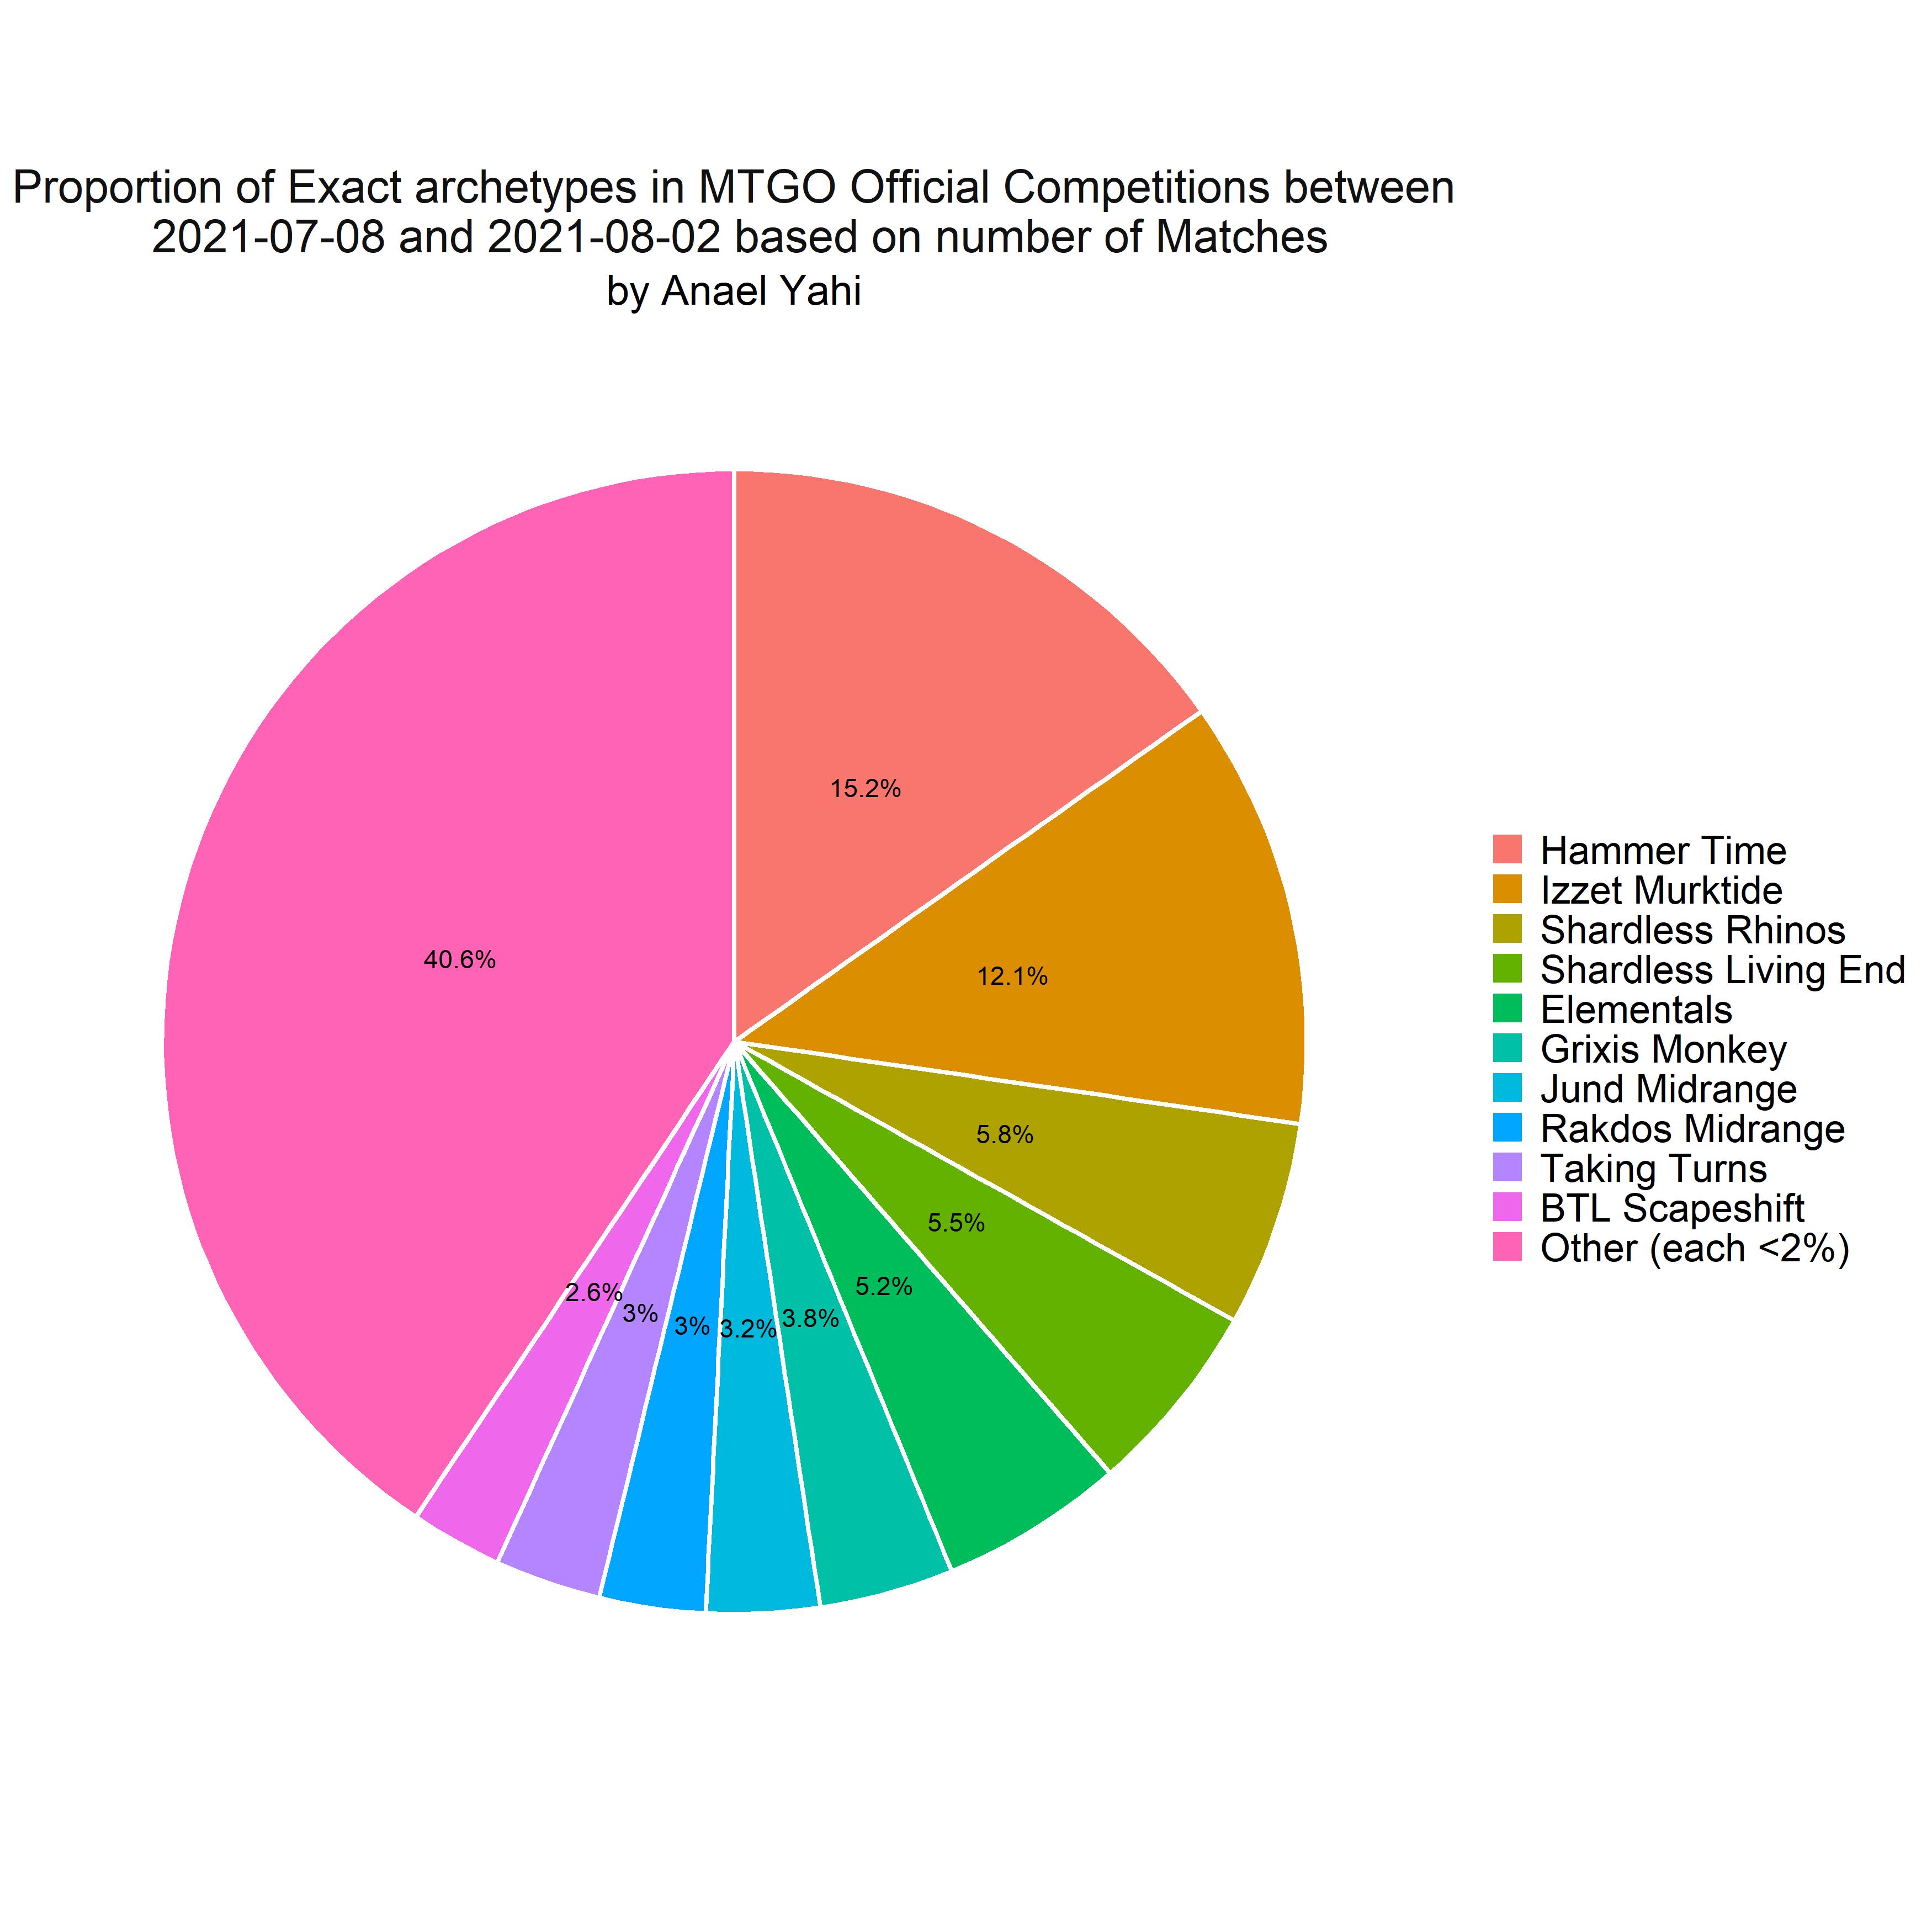 Proportion of Exact archetypes in MTGO Official Competitions between
2021-07-08 and 2021-08-02 based on number of Matches
by Anael Yahi
15.2%
40.6%
12.1%
5.8%
5.5%
5.2%
3.8%
3.2%
3%
3%
2.6%
Hammer Time
Izzet Murktide
Shardless Rhinos
Shardless Living End
Elementals
Grixis Monkey
Jund Midrange
Rakdos Midrange
Taking Turns
BTL Scapeshift
Other (each <2%)